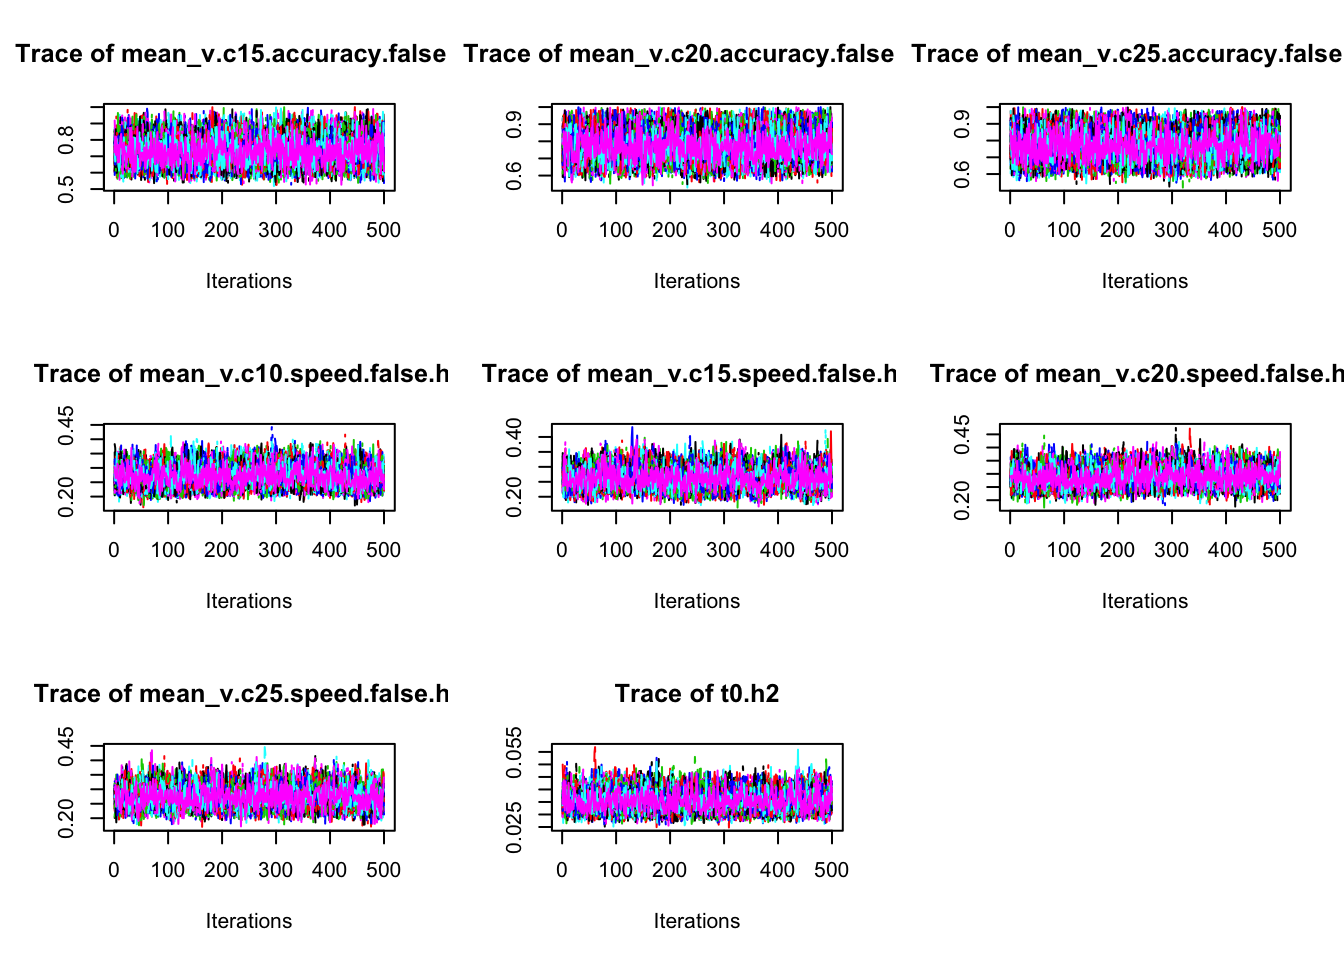 Trace of mean_v.c15.accuracy.false
0.5 0.8
0 100 200 300 400 500
Iterations
Trace of mean_v.c20.accuracy.false
0.6 0.9
0 100 200 300 400 500
Iterations
Trace of mean_v.c25.accuracy.false
0.6 0.9
0 100 200 300 400 500
Iterations
Trace of mean_v.c10.speed.false.h
0.20 0.45
0 100 200 300 400 500
Iterations
Trace of mean_v.c15.speed.false.h
0.20 0.40
0 100 200 300 400 500
Iterations
Trace of mean_v.c20.speed.false.h
0.20 0.45
0 100 200 300 400 500
Iterations
Trace of mean_v.c25.speed.false.h
0.20 0.45
0 100 200 300 400 500
Iterations
Trace of t0.h2
0.025 0.055
0 100 200 300 400 500
Iterations